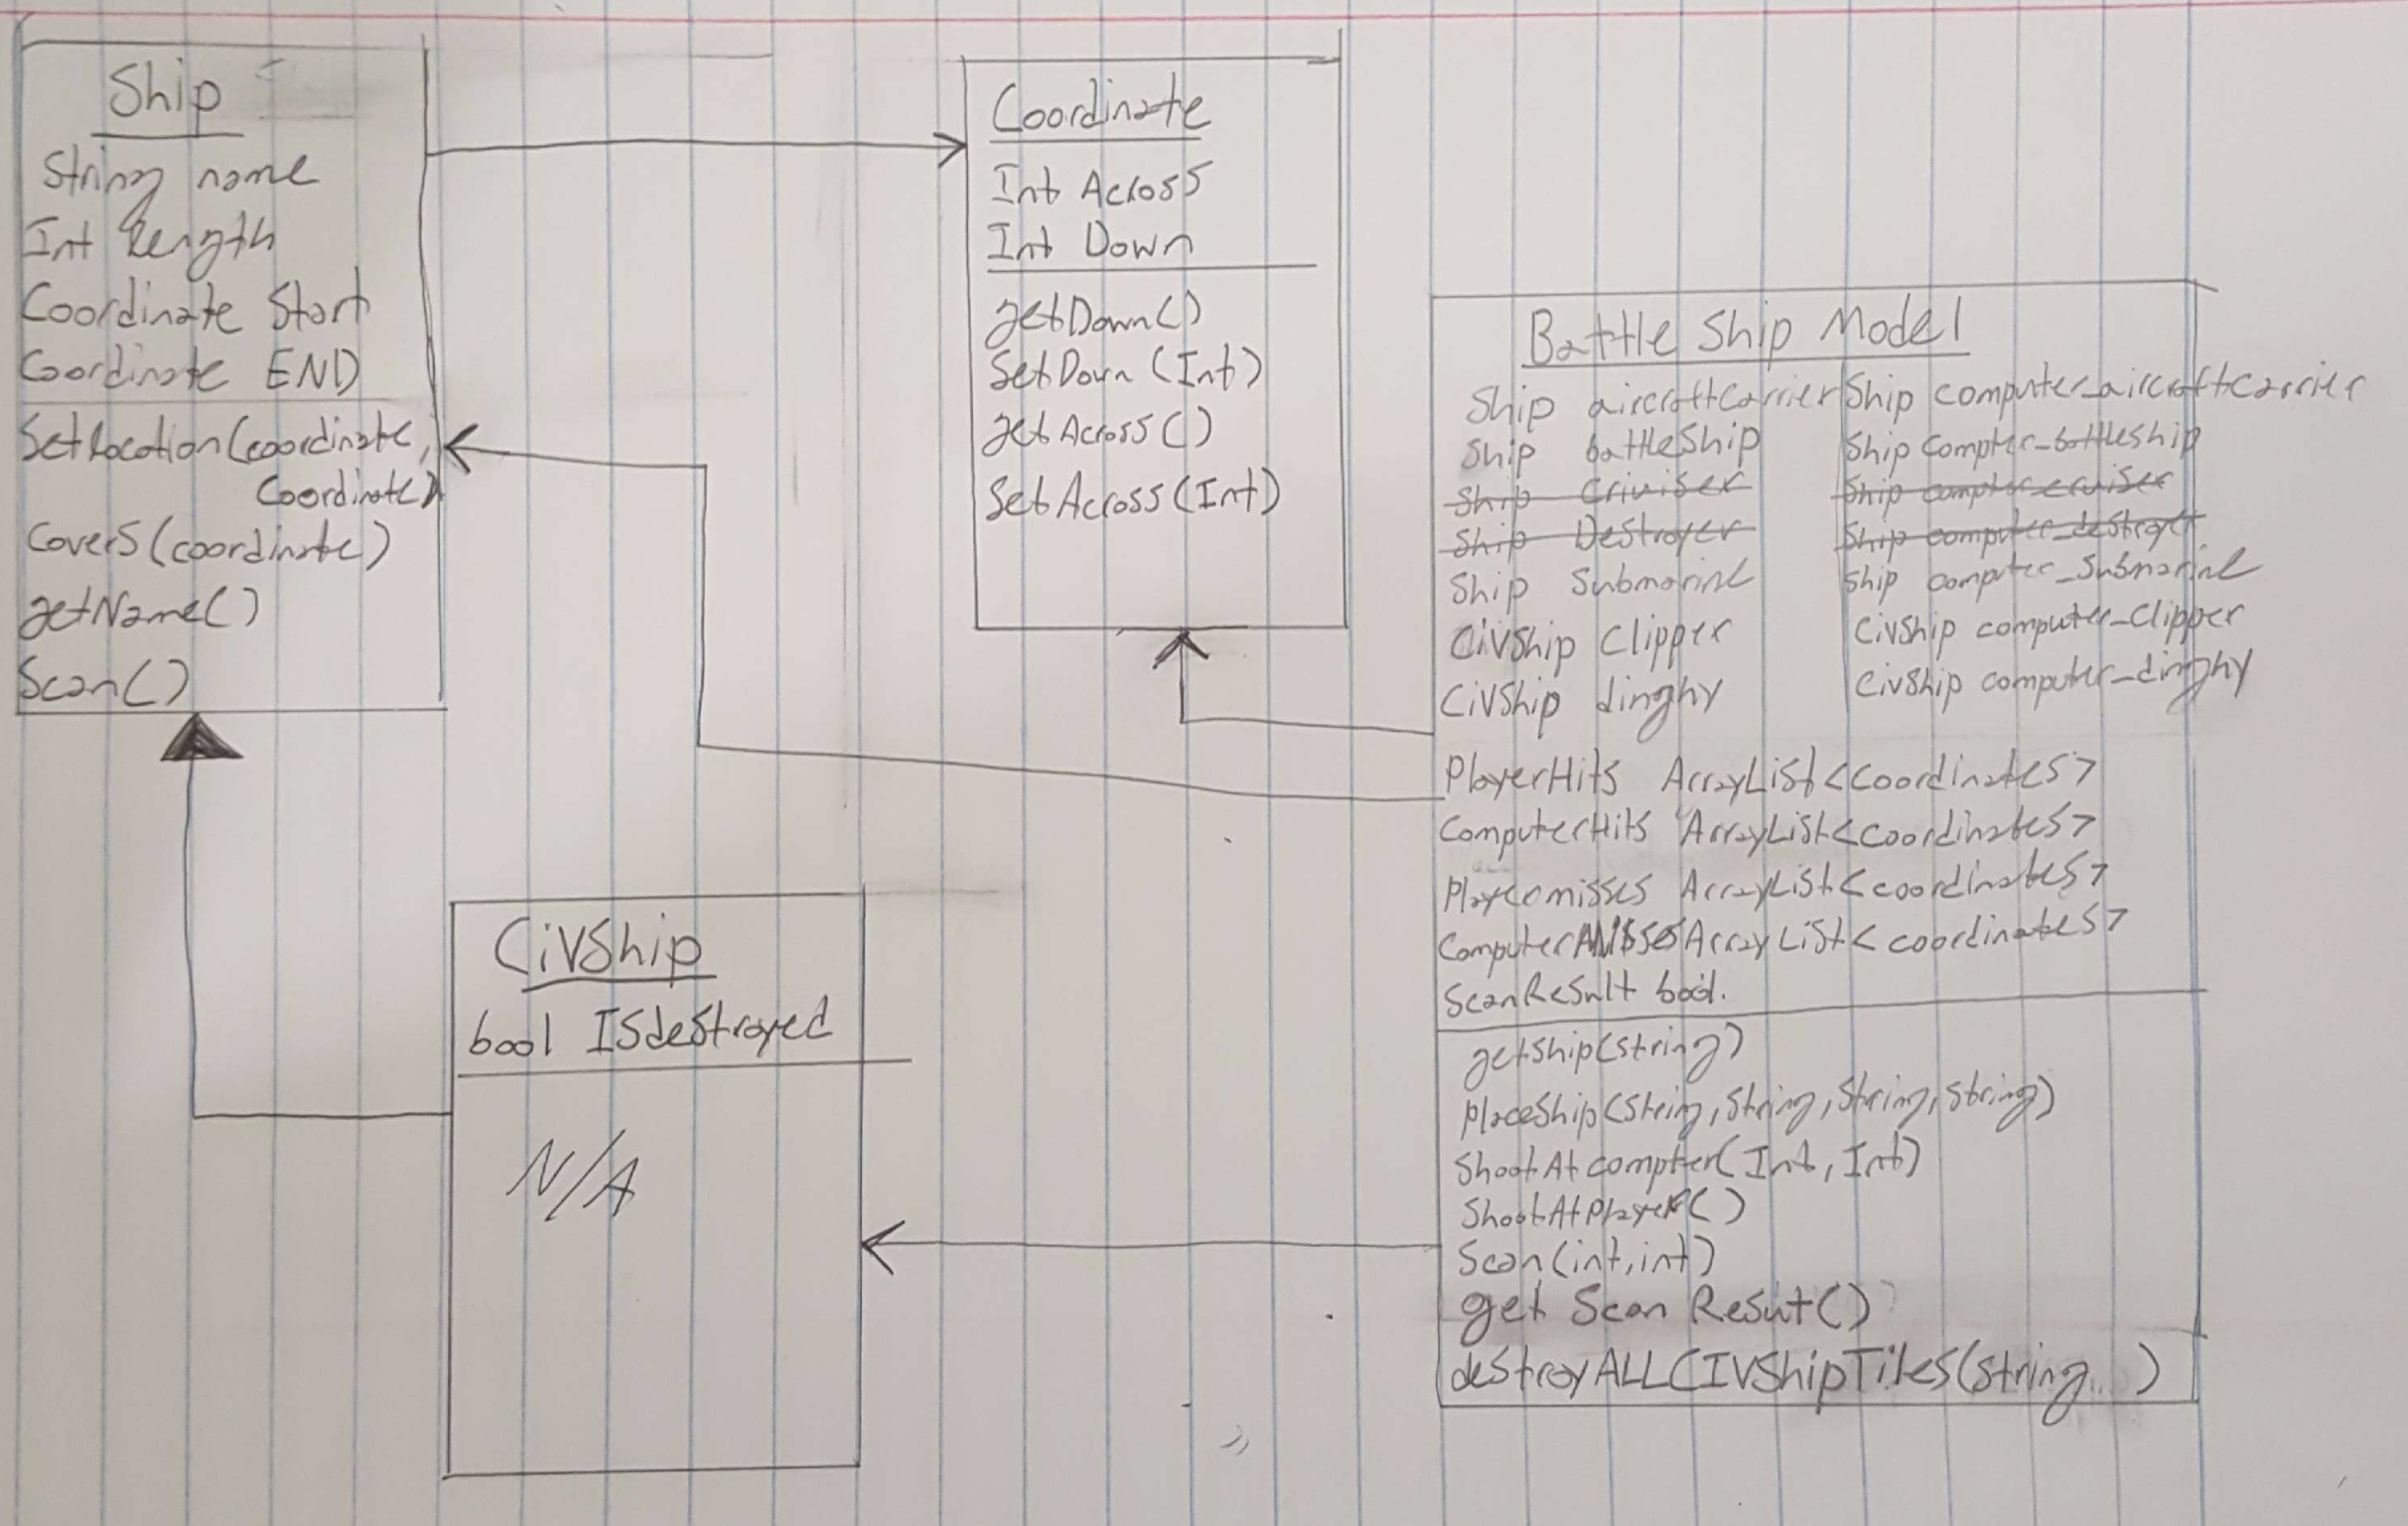 Ship
String name
Int Length
Coordinate Start
Coordinate END
SetLocation(coordinate,
Coordinate)
Covers(coordinate)
getName()
Scan()
Coordinate
Int Across
Int Down
getDown()
SetDown(Int)
getAcross()
SetAcross(Int)
CivShip
bool ISdestroyed
N/A
Battle Ship Model
Ship aircraftCarrier
Ship battleShip
Ship Criuiser
Ship Destroyer
Ship Submarine
CivShip Clipper
CivShip dinghy
Ship computer_aircraftCarrier
Ship compter_battleship
Ship computer_cruiser
Ship computer_destroyer
Ship computer_Submarine
CivShip computer_Clipper
CivShip computer_dinghy
PlayerHits ArrayList<Coordinates>
ComputerHits ArrayList<coordinates>
Playermisses ArrayList<coordinates>
ComputerMisses ArrayList<coordinates>
ScanResult bool.
getShip(string)
PlaceShip(String, String, String, String)
ShootAtcompter(Int, Int)
ShootAtPlayer()
Scan(int,int)
get Scan Resut()
destroyALLCIVShipTiles(string )